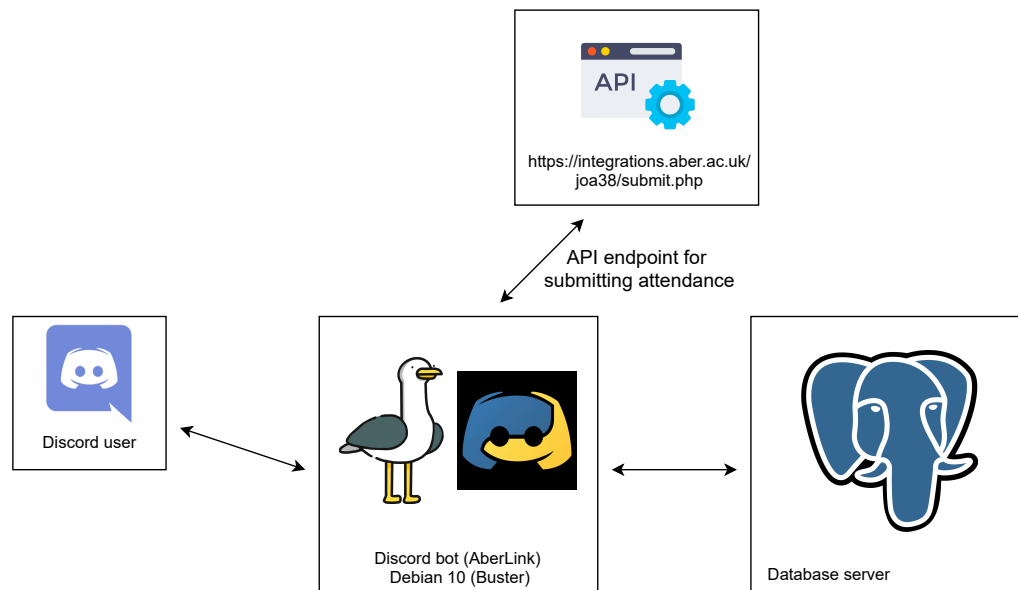 API
https://integrations.aber.ac.uk/
joa38/submit.php
API endpoint for
submitting attendance
Discord user
Discord bot (AberLink)
Debian 10 (Buster)
Database server